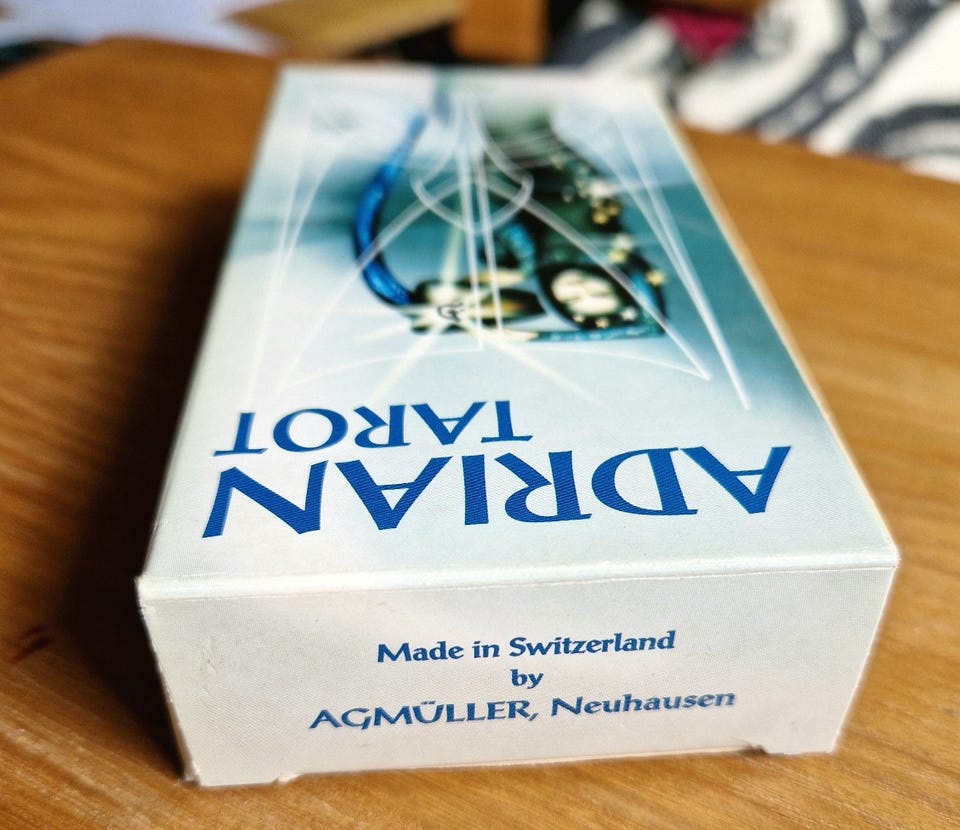 ADRIAN
TAROT
Made in Switzerland
by
AGMÜLLER, Neuhausen